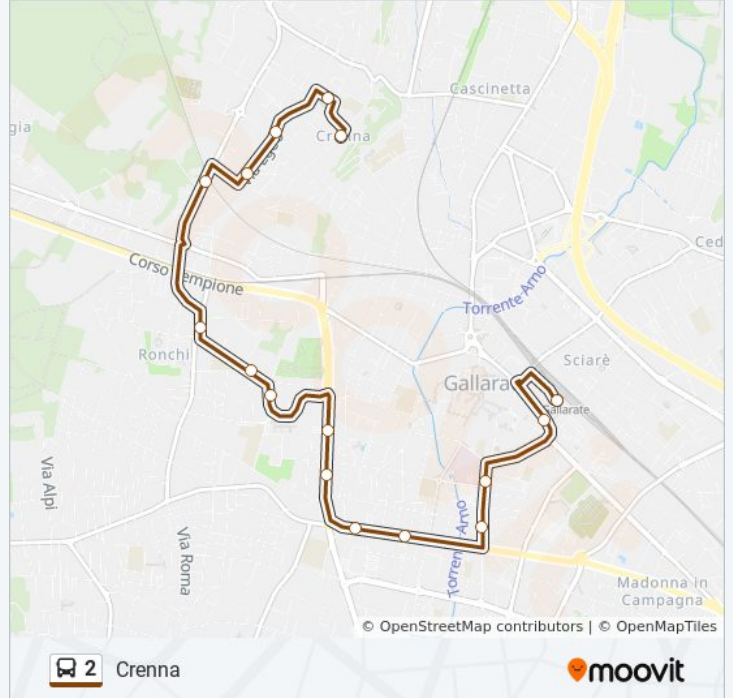 Cascinetta
gia
Crenna
Ced
Corso Sempione
Torrente Arno
Ronchi
Sciarè
Gallara
Gallarate
Via Alpi
Torrente Arno
Via Roma
Madonna in
Campagna
© OpenStreetMap contributors | © OpenMapTiles
2 Crenna
moovit